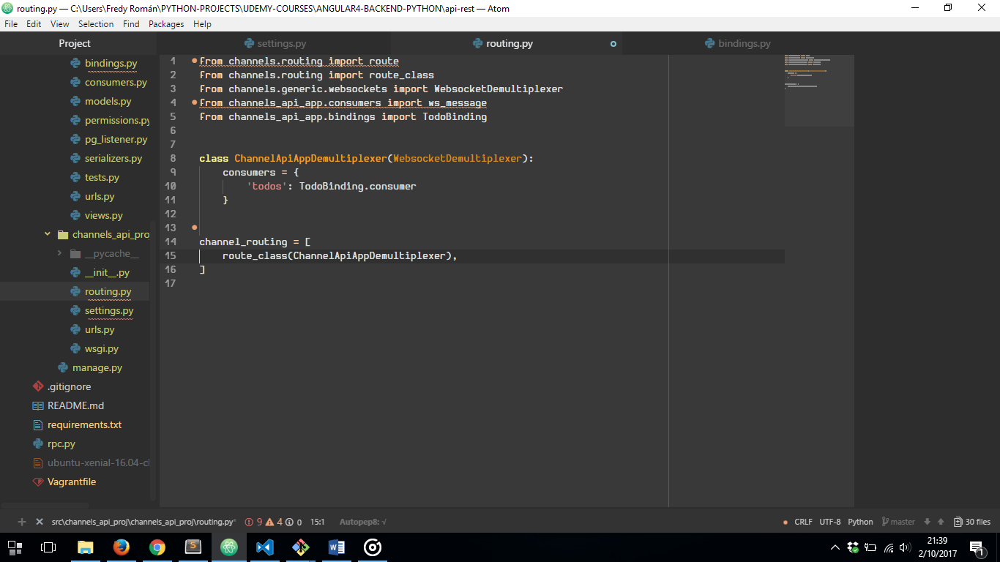 routing.py — C:\Users\Fredy Román\PYTHON-PROJECTS\UDEMY-COURSES\ANGULAR4-BACKEND-PYTHON\api-rest — Atom
File Edit View Selection Find Packages Help
Project
settings.py
routing.py
bindings.py
bindings.py
consumers.py
models.py
permissions.py
pg_listener.py
serializers.py
tests.py
urls.py
views.py
channels_api_proj
__pycache__
__init__.py
routing.py
settings.py
urls.py
wsgi.py
manage.py
.gitignore
README.md
requirements.txt
rpc.py
ubuntu-xenial-16.04-cl
Vagrantfile
1 from channels.routing import route
2 from channels.routing import route_class
3 from channels.generic.websockets import WebsocketDemultiplexer
4 from channels_api_app.consumers import ws_message
5 from channels_api_app.bindings import TodoBinding
6
7
8 class ChannelApiAppDemultiplexer(WebsocketDemultiplexer):
9 consumers = {
10 'todos': TodoBinding.consumer
11 }
12
13
14 channel_routing = [
15 route_class(ChannelApiAppDemultiplexer),
16 ]
17
src\channels_api_proj\channels_api_proj\routing.py* 9 4 0 15:1 Autopep8: √ CRLF UTF-8 Python master 30 files
21:39
2/10/2017
1